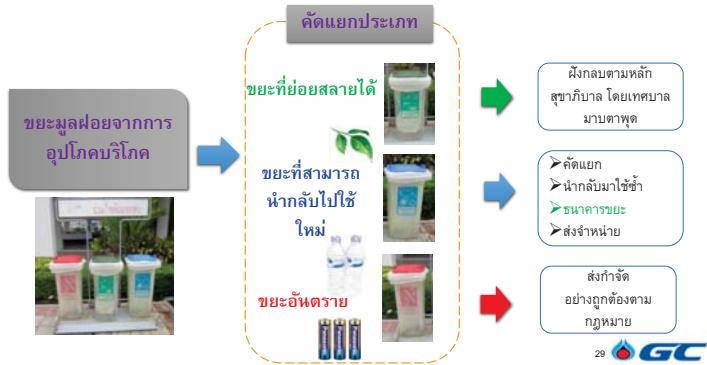 คัดแยกประเภท
ขยะมูลฝอยจากการ
อุปโภคบริโภค
ขยะที่ย่อยสลายได้
ขยะที่สามารถ
นำกลับไปใช้
ใหม่
ขยะอันตราย
ฝังกลบตามหลัก
สุขาภิบาล โดยเทศบาล
มาบตาพุด
➢คัดแยก
➢นำกลับมาใช้ซ้ำ
➢ธนาคารขยะ
➢ส่งจำหน่าย
ส่งกำจัด
อย่างถูกต้องตาม
กฎหมาย
29
GC